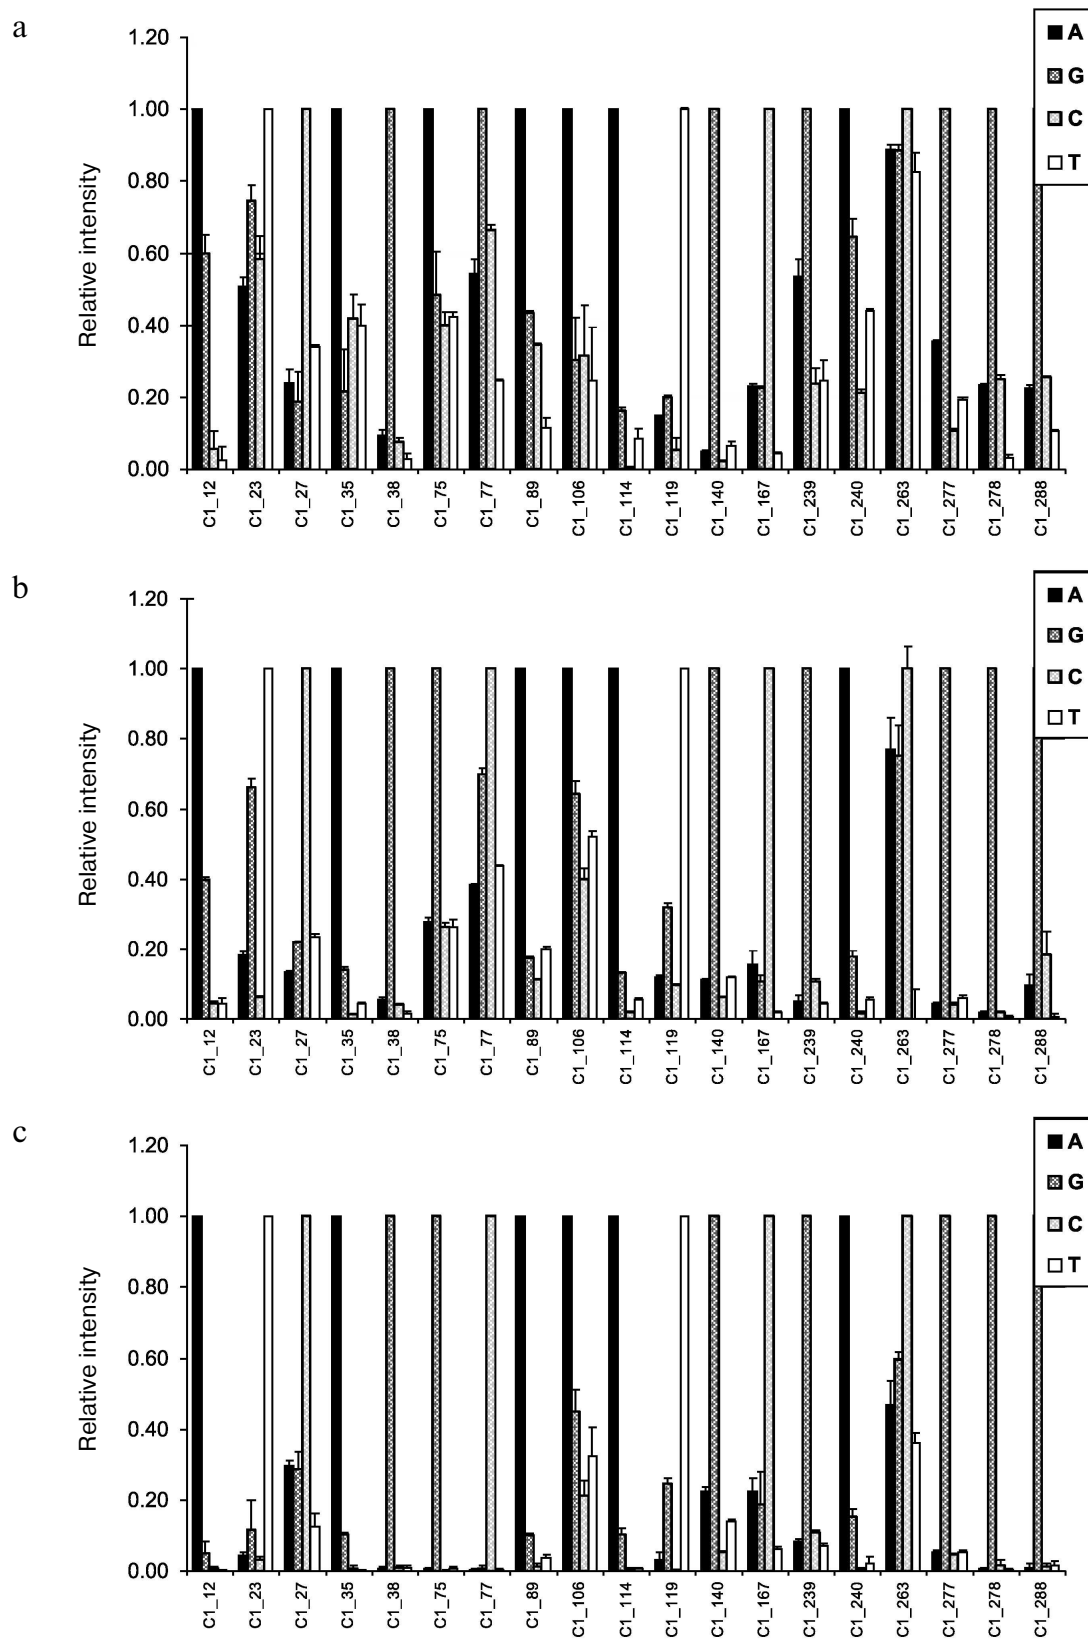 a
1.20
1.00
0.80
0.60
0.40
0.20
0.00
Relative intensity
A
G
C
T
C1_12 C1_23 C1_27 C1_35 C1_38 C1_75 C1_77 C1_89 C1_106 C1_114 C1_119 C1_140 C1_167 C1_239 C1_240 C1_263 C1_277 C1_278 C1_288
b
1.20
1.00
0.80
0.60
0.40
0.20
0.00
Relative intensity
A
G
C
T
C1_12 C1_23 C1_27 C1_35 C1_38 C1_75 C1_77 C1_89 C1_106 C1_114 C1_119 C1_140 C1_167 C1_239 C1_240 C1_263 C1_277 C1_278 C1_288
c
1.20
1.00
0.80
0.60
0.40
0.20
0.00
Relative intensity
A
G
C
T
C1_12 C1_23 C1_27 C1_35 C1_38 C1_75 C1_77 C1_89 C1_106 C1_114 C1_119 C1_140 C1_167 C1_239 C1_240 C1_263 C1_277 C1_278 C1_288